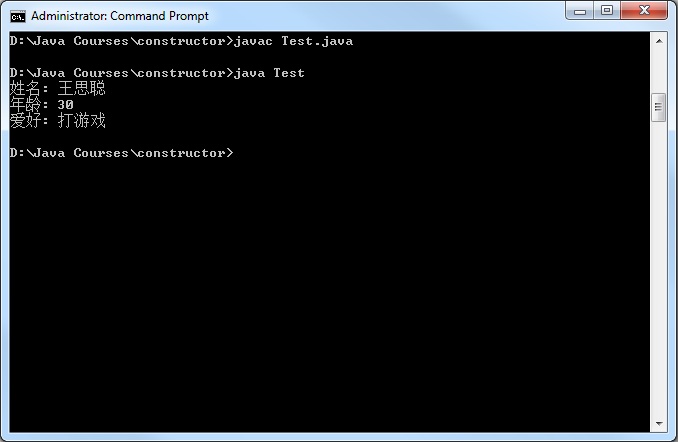 Administrator: Command Prompt
D:\Java Courses\constructor>javac Test.java
D:\Java Courses\constructor>java Test
姓名: 王思聪
年龄: 30
爱好: 打游戏
D:\Java Courses\constructor>